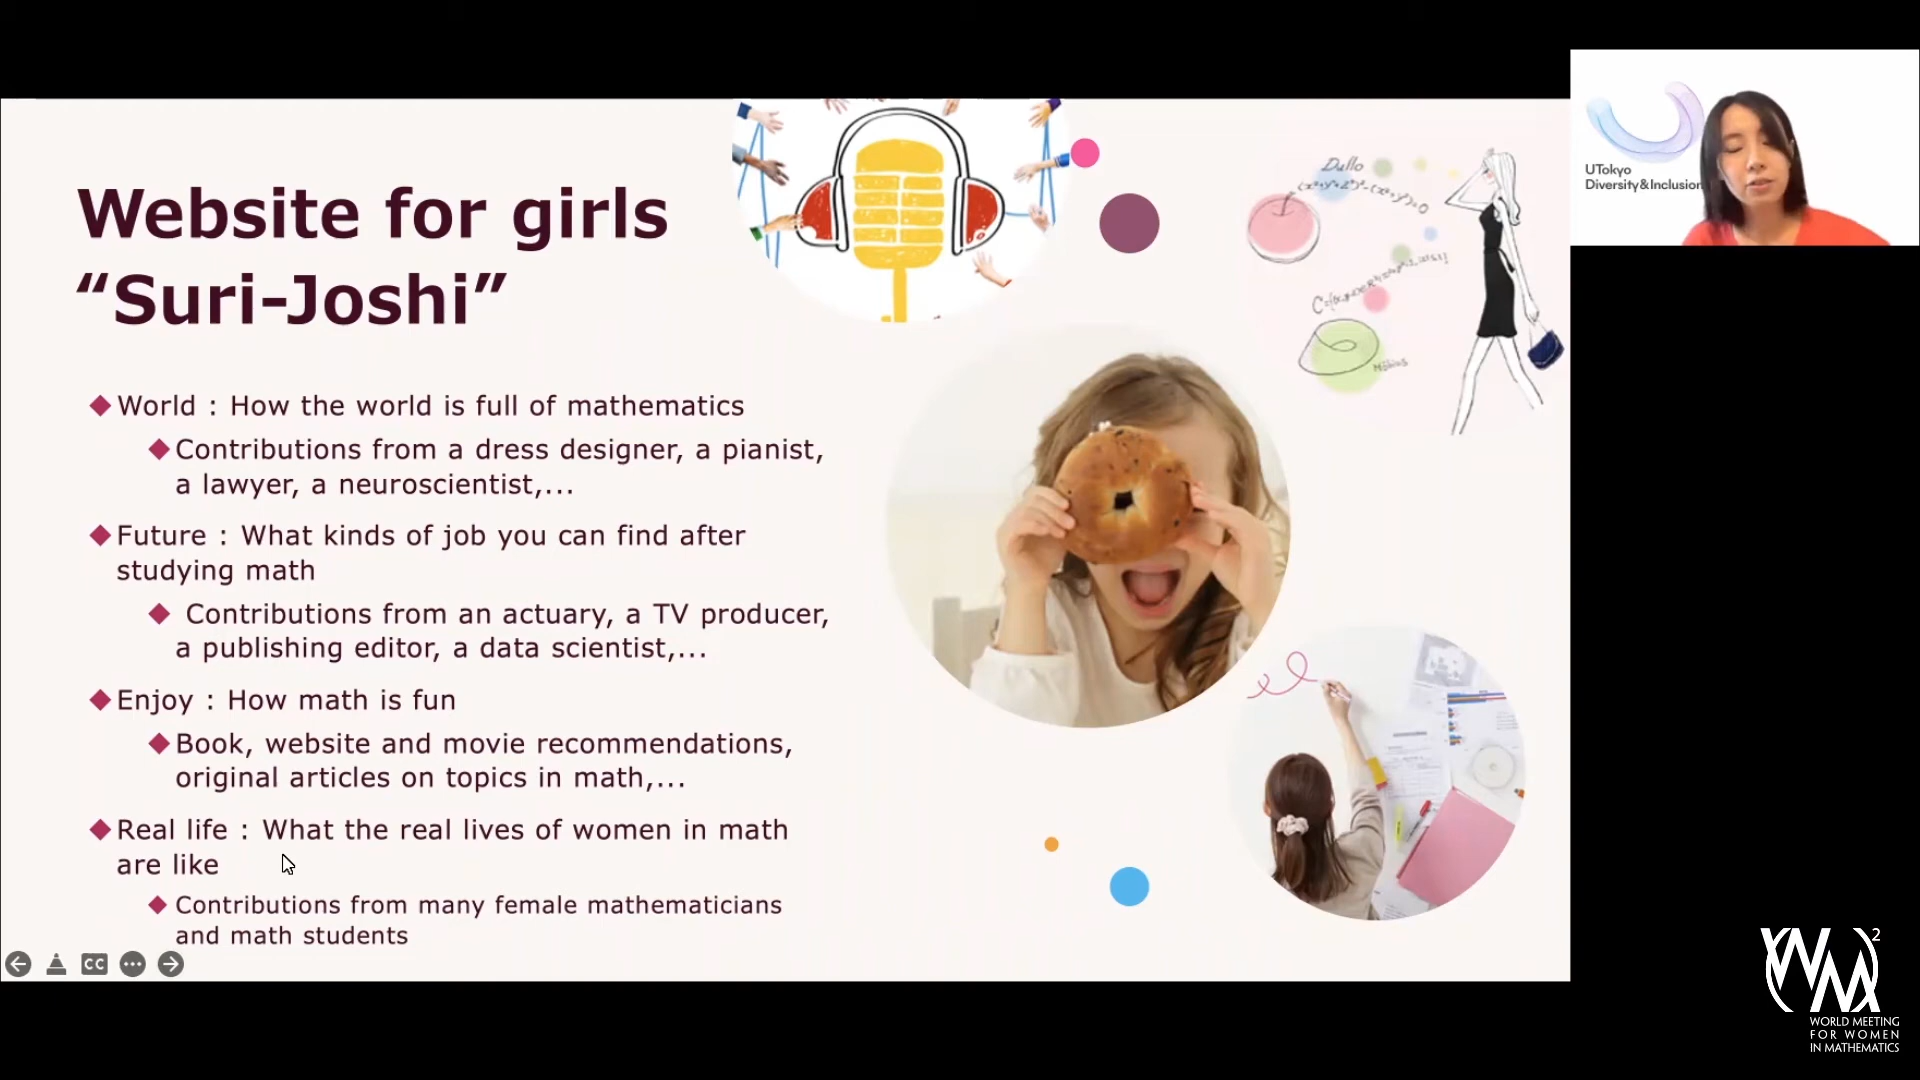 Website for girls
“Suri-Joshi”
World : How the world is full of mathematics
Contributions from a dress designer, a pianist,
a lawyer, a neuroscientist,...
Future : What kinds of job you can find after
studying math
Contributions from an actuary, a TV producer,
a publishing editor, a data scientist,...
Enjoy : How math is fun
Book, website and movie recommendations,
original articles on topics in math,...
Real life : What the real lives of women in math
are like
Contributions from many female mathematicians
and math students
CC
Möbius
UTokyo
Diversity&Inclusion
WM
2
WORLD MEETING
FOR WOMEN
IN MATHEMATICS